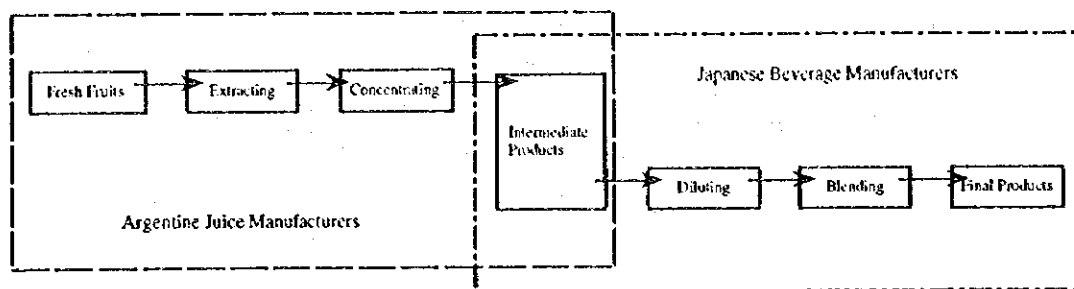 Japanese Beverage Manufacturers
Fresh Fruits
Extracting
Concentrating
Intermediate
Products
Diluting
Blending
Final Products
Argentine Juice Manufacturers